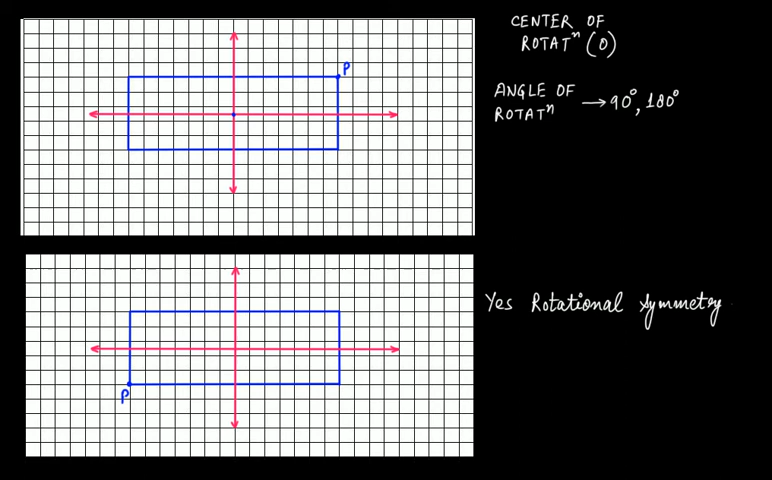 CENTER OF
ROTATⁿ (O)
P
ANGLE OF
ROTATⁿ → 90°, 180°
Yes Rotational Symmetry
P